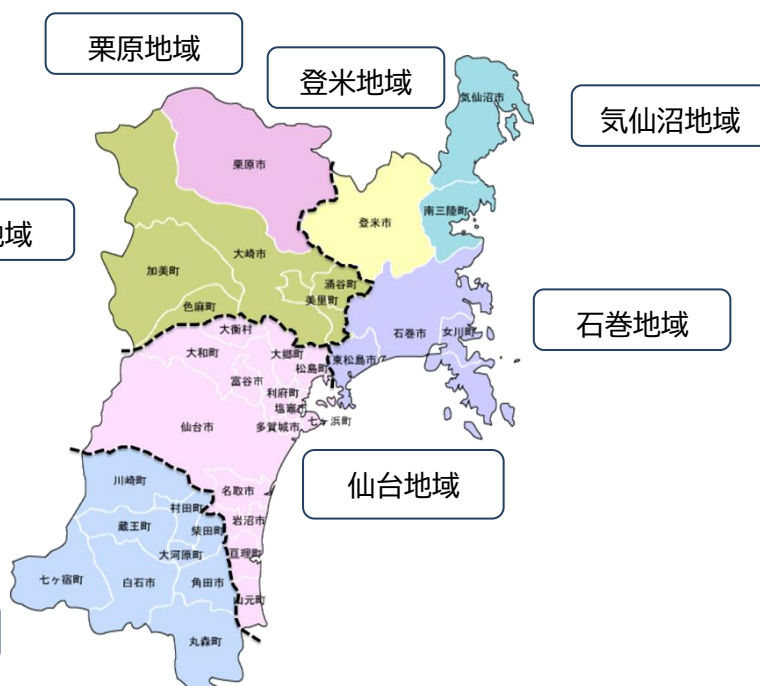 栗原地域
登米地域
気仙沼地域
地域
石巻地域
仙台地域
気仙沼市
南三陸町
栗原市
登米市
大崎市
加美町
色麻町
涌谷町
美里町
石巻市
女川町
東松島市
大衡村
大和町
大郷町
松島町
富谷市
利府町
塩竈市
仙台市
多賀城市
七ヶ浜町
川崎町
名取市
村田町
岩沼市
蔵王町
柴田町
大河原町
亘理町
七ヶ宿町
白石市
角田市
山元町
丸森町